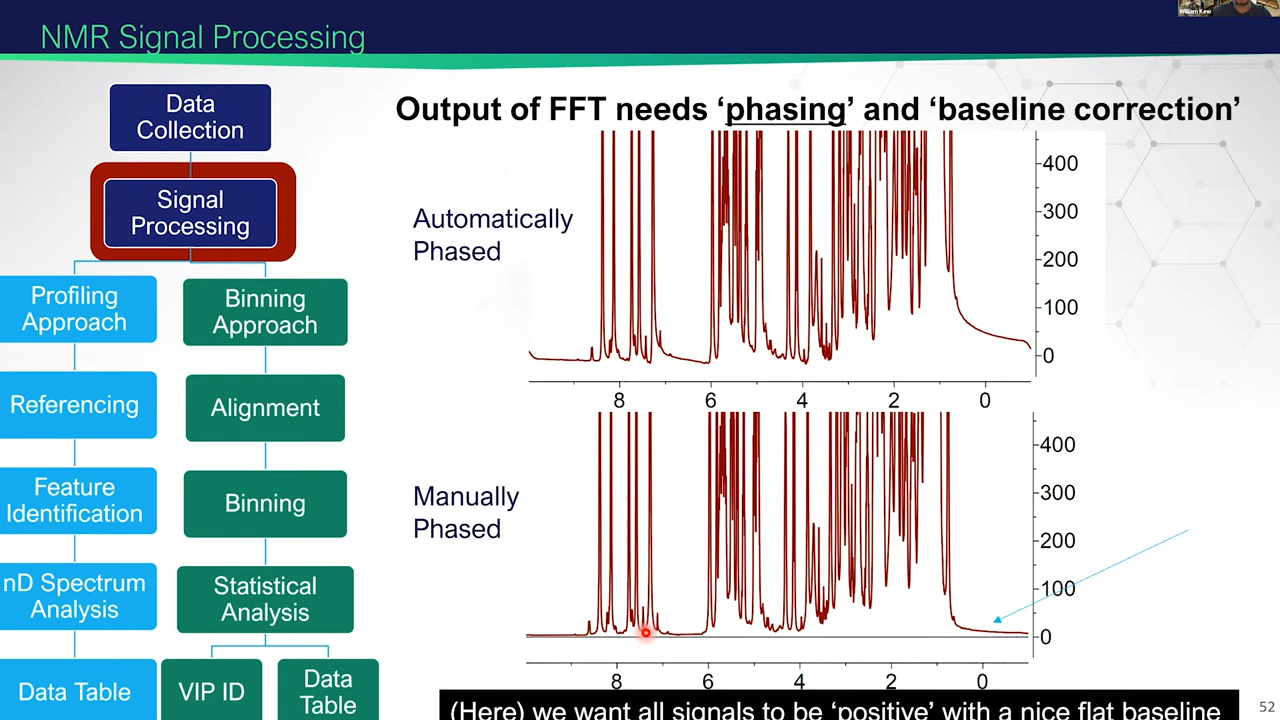 William Kew
NMR Signal Processing
Data
Collection
Signal
Processing
Profiling
Approach
Binning
Approach
Referencing
Alignment
Feature
Identification
Binning
nD Spectrum
Analysis
Statistical
Analysis
Data Table
VIP ID
Data
Table
Output of FFT needs ‘phasing’ and ‘baseline correction’
Automatically
Phased
400
300
200
100
0
8 6 4 2 0
Manually
Phased
400
300
200
100
0
8 6 4 2 0
(Here) we want all signals to be ‘positive’ with a nice flat baseline
52